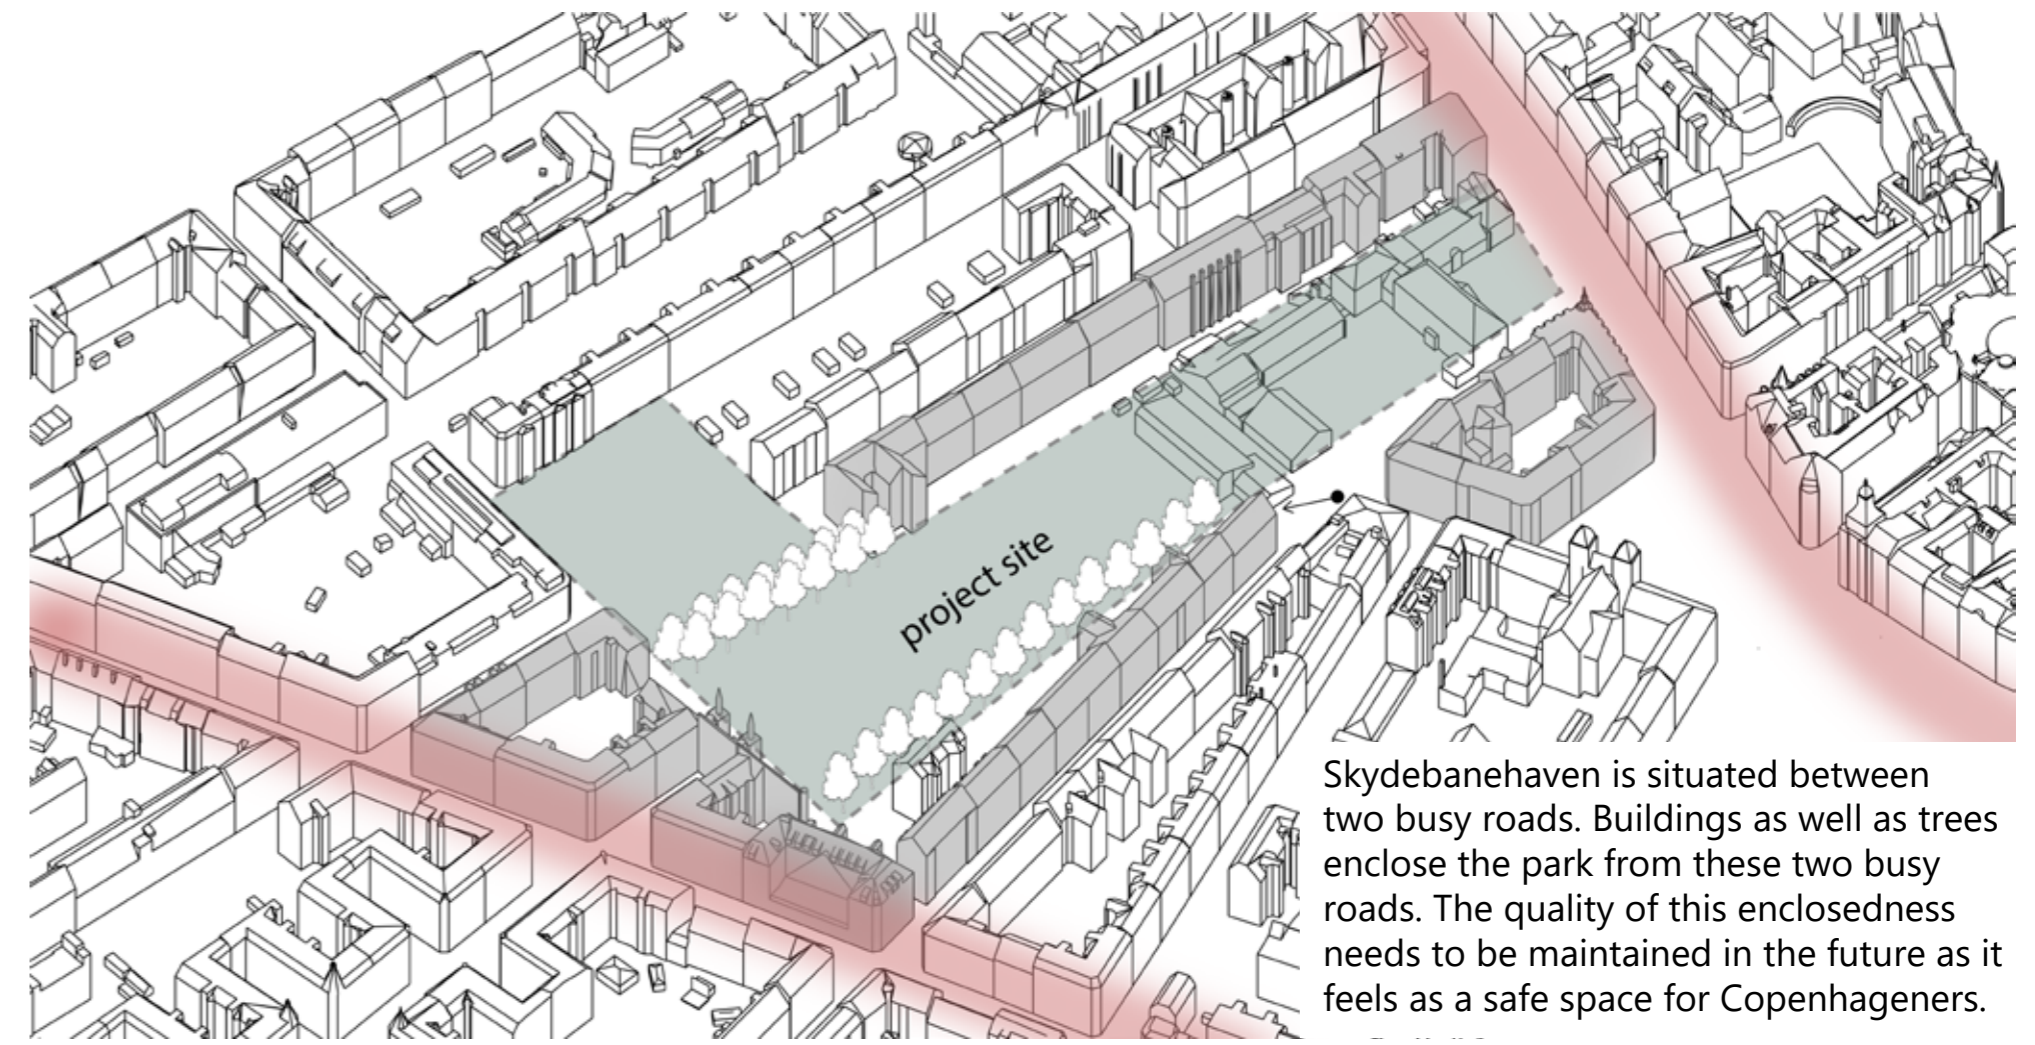 project site
Skydebanehaven is situated between
two busy roads. Buildings as well as trees
enclose the park from these two busy
roads. The quality of this enclosedness
needs to be maintained in the future as it
feels as a safe space for Copenhageners.